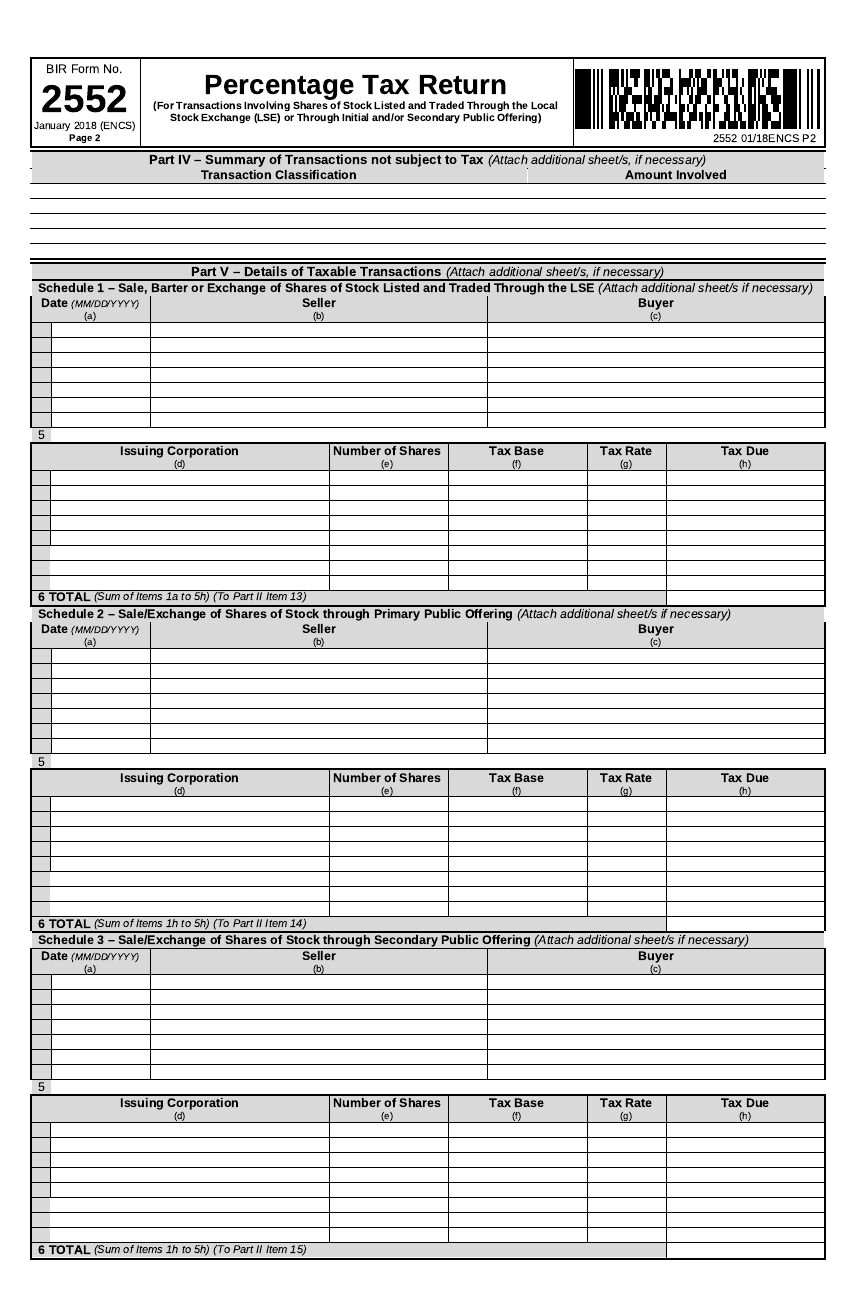 BIR Form No.
2552
January 2018 (ENCS)
Page 2
Percentage Tax Return
(For Transactions Involving Shares of Stock Listed and Traded Through the Local
Stock Exchange (LSE) or Through Initial and/or Secondary Public Offering)
2552 01/18ENCS P2
Part IV – Summary of Transactions not subject to Tax (Attach additional sheet/s, if necessary)
Transaction Classification Amount Involved
Part V – Details of Taxable Transactions (Attach additional sheet/s, if necessary)
Schedule 1 – Sale, Barter or Exchange of Shares of Stock Listed and Traded Through the LSE (Attach additional sheet/s if necessary)
Date (MM/DD/YYYY) Seller Buyer
(a) (b) (c)
5
Issuing Corporation Number of Shares Tax Base Tax Rate Tax Due
(d) (e) (f) (g) (h)
6 TOTAL (Sum of Items 1a to 5h) (To Part II Item 13)
Schedule 2 – Sale/Exchange of Shares of Stock through Primary Public Offering (Attach additional sheet/s if necessary)
Date (MM/DD/YYYY) Seller Buyer
(a) (b) (c)
5
Issuing Corporation Number of Shares Tax Base Tax Rate Tax Due
(d) (e) (f) (g) (h)
6 TOTAL (Sum of Items 1h to 5h) (To Part II Item 14)
Schedule 3 – Sale/Exchange of Shares of Stock through Secondary Public Offering (Attach additional sheet/s if necessary)
Date (MM/DD/YYYY) Seller Buyer
(a) (b) (c)
5
Issuing Corporation Number of Shares Tax Base Tax Rate Tax Due
(d) (e) (f) (g) (h)
6 TOTAL (Sum of Items 1h to 5h) (To Part II Item 15)